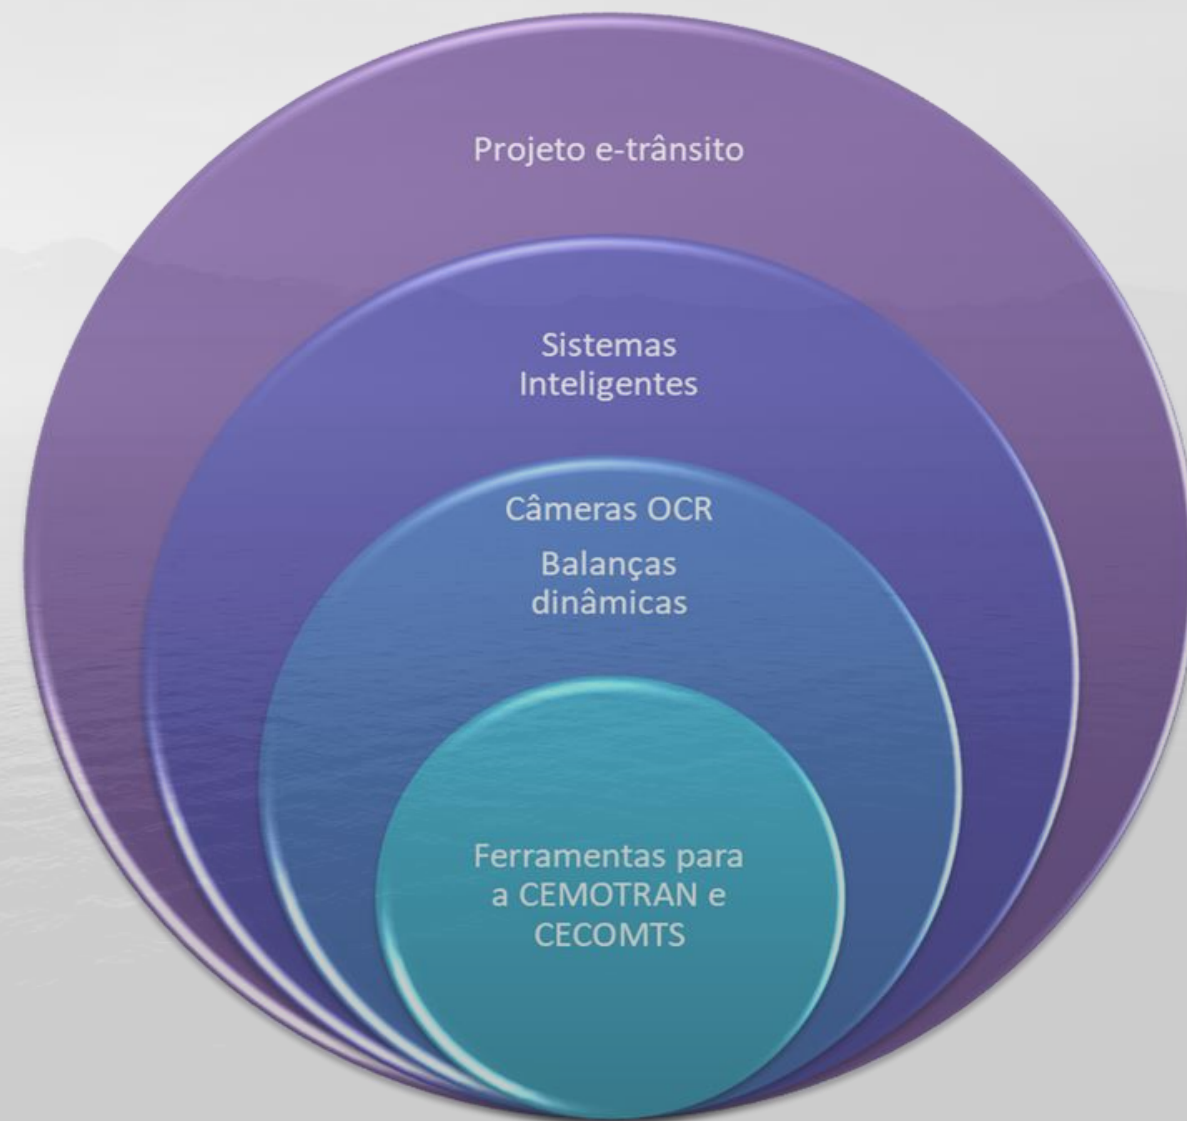 Projeto e-trânsito
Sistemas
Inteligentes
Câmeras OCR
Balanças
dinâmicas
Ferramentas para
a CEMOTRAN e
CECOMTS